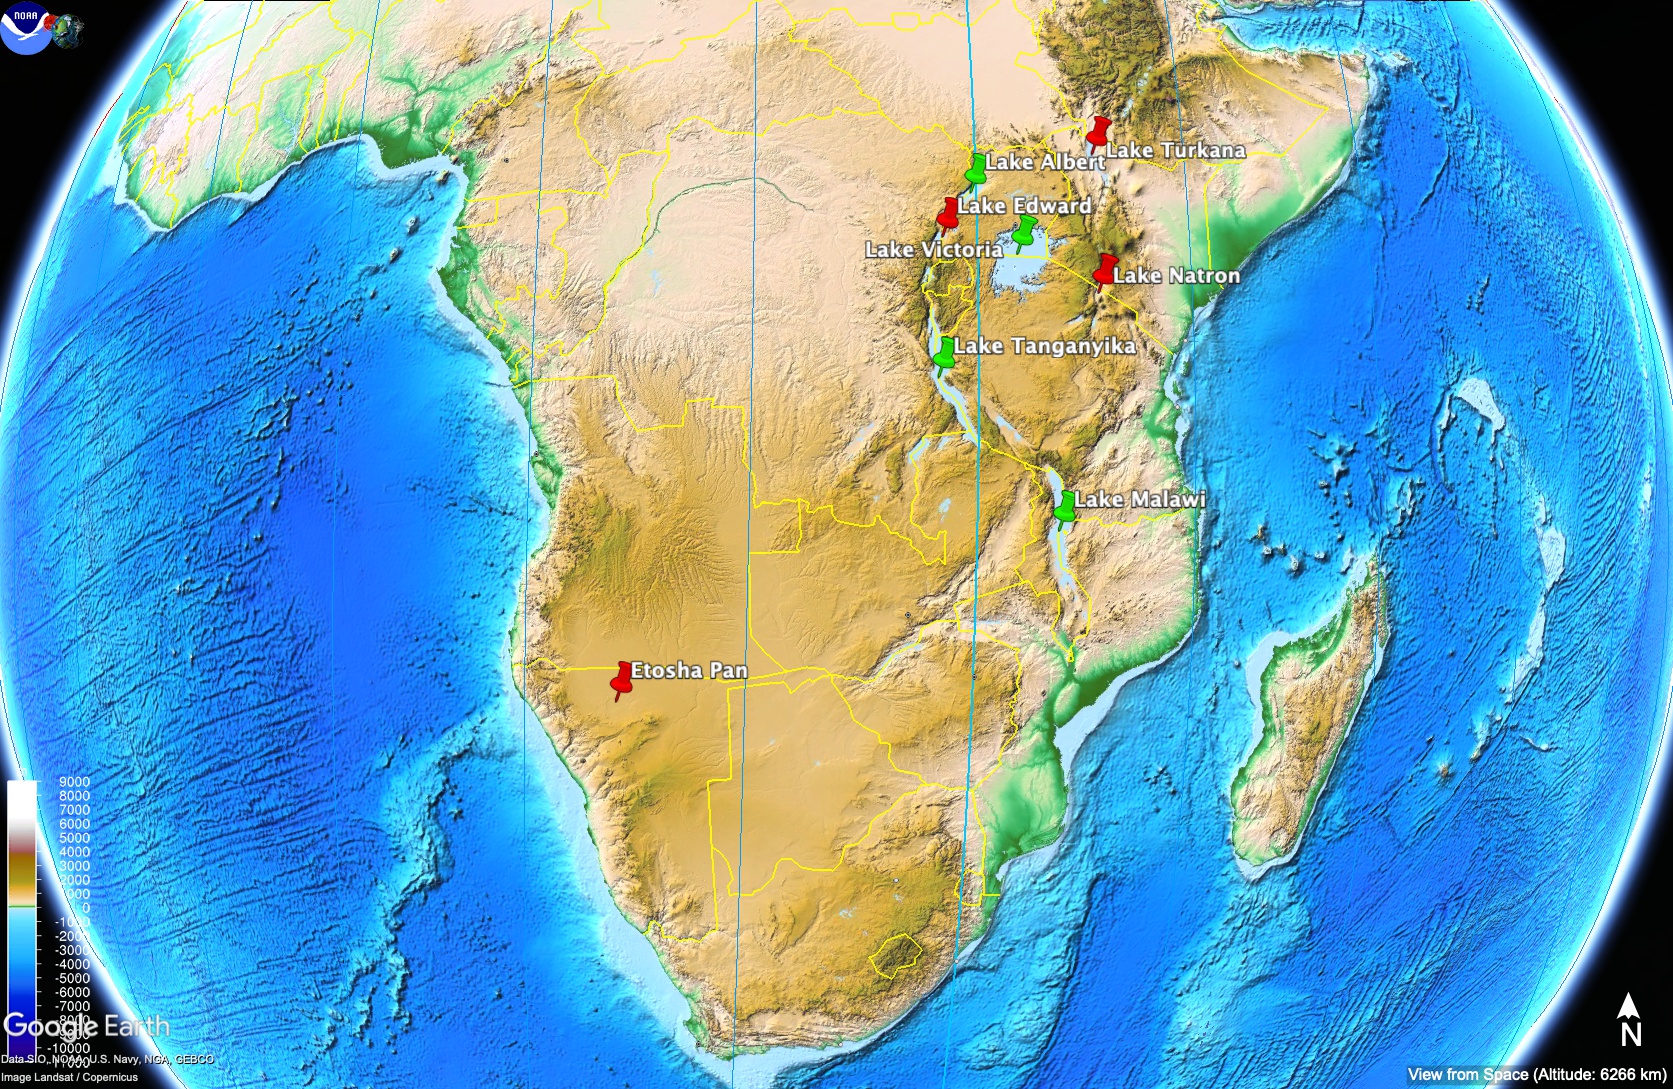 NOAA
Lake Turkana
Lake Albert
Lake Edward
Lake Victoria
Lake Natron
Lake Tanganyika
Lake Malawi
Etosha Pan
9000
8000
7000
6000
5000
4000
3000
2000
1000
0
-1000
-2000
-3000
-4000
-5000
-6000
-7000
-8000
-9000
-10000
-11000
Google Earth
N
Data SIO, NOAA, U.S. Navy, NGA, GEBCO
Image Landsat / Copernicus
View from Space (Altitude: 6266 km)